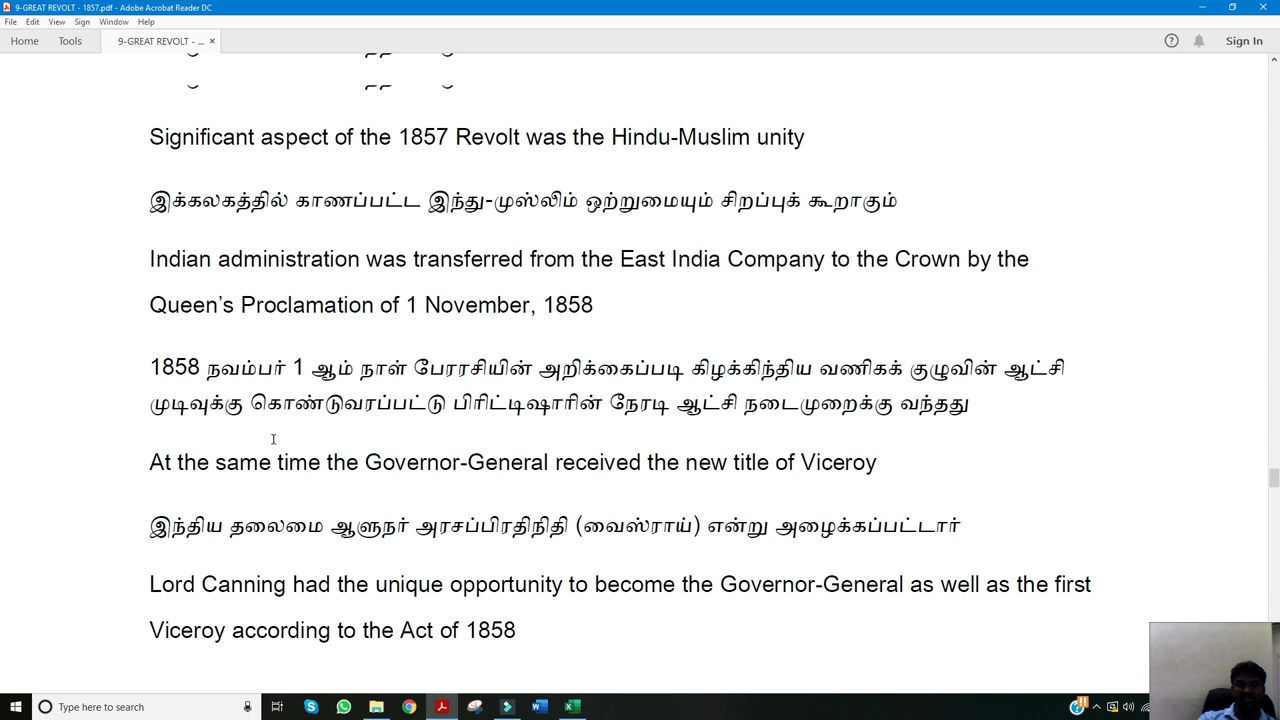 9-GREAT REVOLT - 1857.pdf - Adobe Acrobat Reader DC
File Edit View Sign Window Help
Home Tools 9-GREAT REVOLT - ... × Sign In
Significant aspect of the 1857 Revolt was the Hindu-Muslim unity
இக்கலகத்தில் காணப்பட்ட இந்து-முஸ்லிம் ஒற்றுமையும் சிறப்புக் கூறாகும்
Indian administration was transferred from the East India Company to the Crown by the
Queen’s Proclamation of 1 November, 1858
1858 நவம்பர் 1 ஆம் நாள் பேரரசியின் அறிக்கைப்படி கிழக்கிந்திய வணிகக் குழுவின் ஆட்சி
முடிவுக்கு கொண்டுவரப்பட்டு பிரிட்டிஷாரின் நேரடி ஆட்சி நடைமுறைக்கு வந்தது
At the same time the Governor-General received the new title of Viceroy
இந்திய தலைமை ஆளுநர் அரசப்பிரதிநிதி (வைஸ்ராய்) என்று அழைக்கப்பட்டார்
Lord Canning had the unique opportunity to become the Governor-General as well as the first
Viceroy according to the Act of 1858
Type here to search